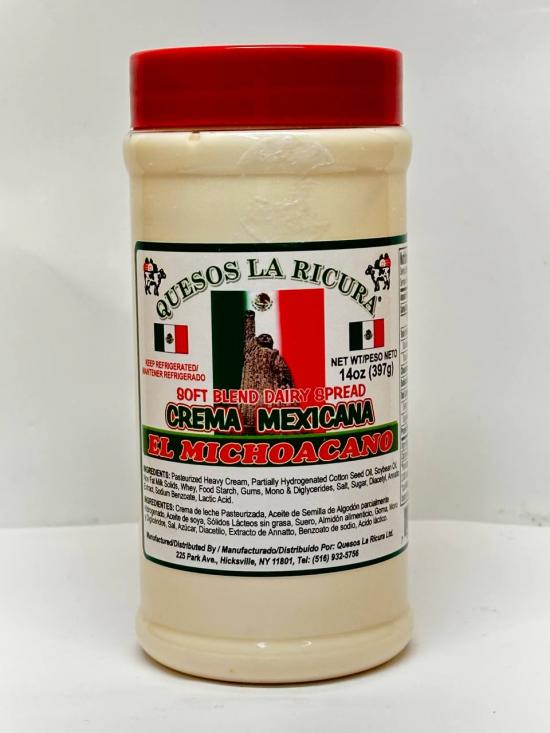 QUESOS LA RICURA®
KEEP REFRIGERATED/
MANTENER REFRIGERADO
NET WT/PESO NETO
14oz (397g)
SOFT BLEND DAIRY SPREAD
CREMA MEXICANA
EL MICHOACANO
INGREDIENTS: Pasteurized Heavy Cream, Partially Hydrogenated Cotton Seed Oil, Soybean Oil,
Fat Milk Solids, Whey, Food Starch, Gums, Mono & Diglycerides, Salt, Sugar, Diacetyl, Annatto
Extract, Sodium Benzoate, Lactic Acid.
INGREDIENTES: Crema de leche Pasteurizada, Aceite de Semilla de Algodón parcialmente
hidrogenado, Aceite de soya, Sólidos Lácteos sin grasa, Suero, Almidón alimenticio, Goma, Mono
y Digliceridos, Sal, Azúcar, Diacetilo, Extracto de Annatto, Benzoato de sodio, Acido láctico.
Manufactured/Distributed By / Manufacturado/Distribuido Por: Quesos La Ricura Ltd.
225 Park Ave., Hicksville, NY 11801, Tel: (516) 932-5756